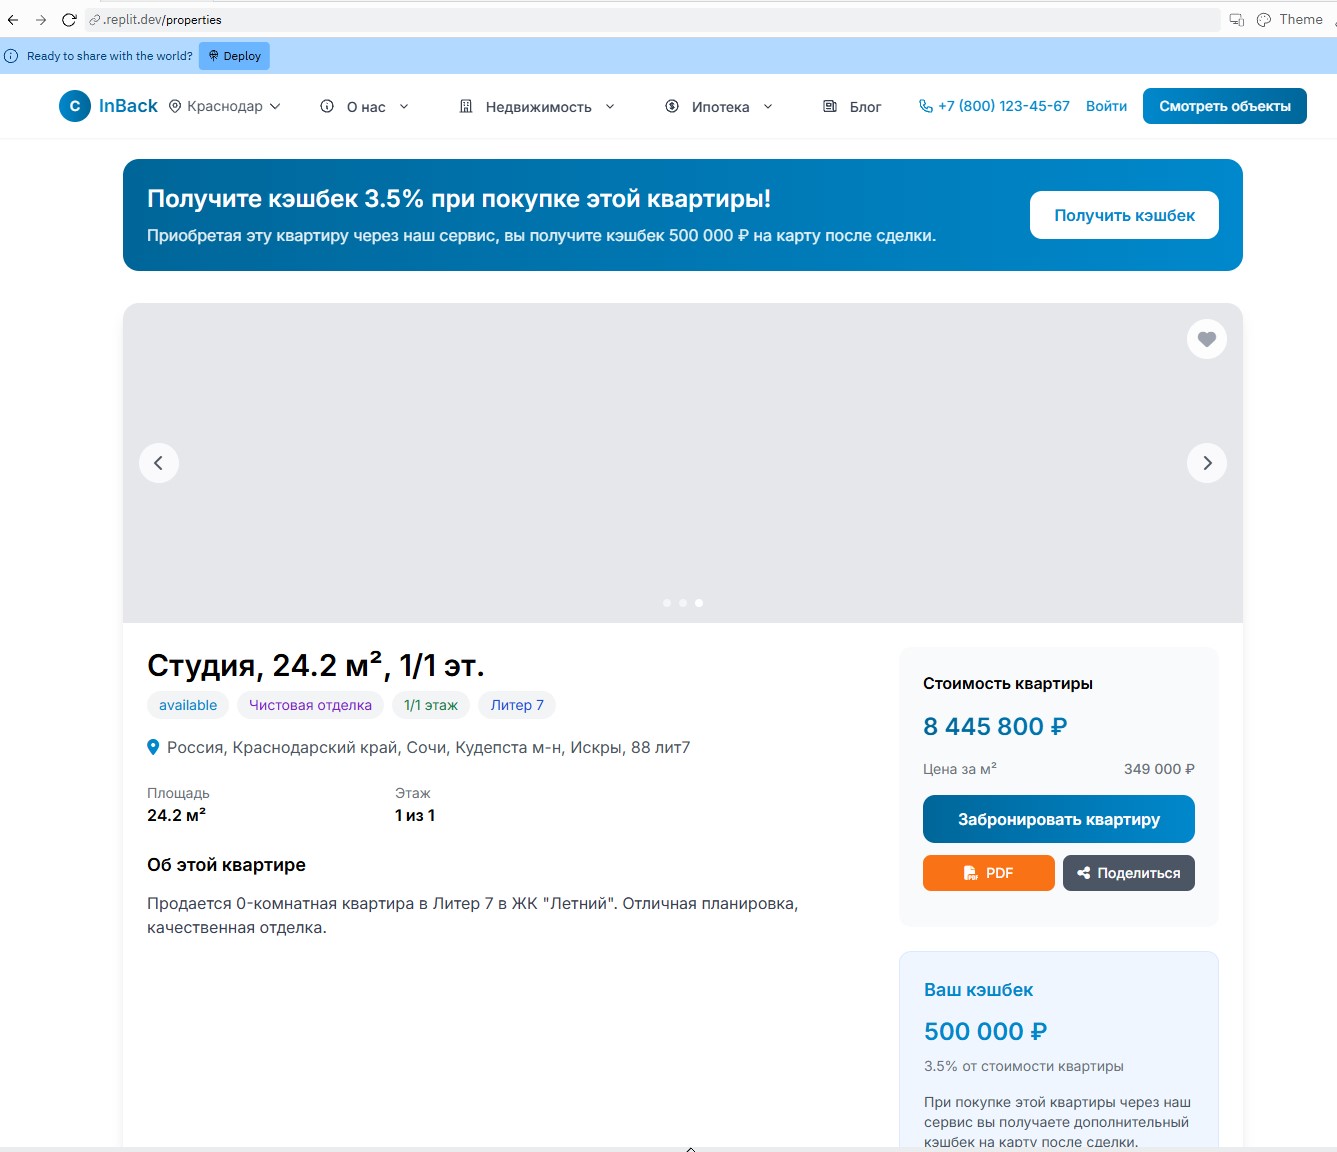 .replit.dev/properties
Theme
Ready to share with the world? Deploy
C InBack Краснодар О нас Недвижимость Ипотека Блог +7 (800) 123-45-67 Войти Смотреть объекты
Получите кэшбек 3.5% при покупке этой квартиры!
Приобретая эту квартиру через наш сервис, вы получите кэшбек 500 000 ₽ на карту после сделки.
Получить кэшбек
Студия, 24.2 м², 1/1 эт.
available Чистовая отделка 1/1 этаж Литер 7
Россия, Краснодарский край, Сочи, Кудепста м-н, Искры, 88 лит7
Площадь Этаж
24.2 м² 1 из 1
Об этой квартире
Продается 0-комнатная квартира в Литер 7 в ЖК "Летний". Отличная планировка,
качественная отделка.
Стоимость квартиры
8 445 800 ₽
Цена за м² 349 000 ₽
Забронировать квартиру
PDF Поделиться
Ваш кэшбек
500 000 ₽
3.5% от стоимости квартиры
При покупке этой квартиры через наш
сервис вы получаете дополнительный
кэшбек на карту после сделки.